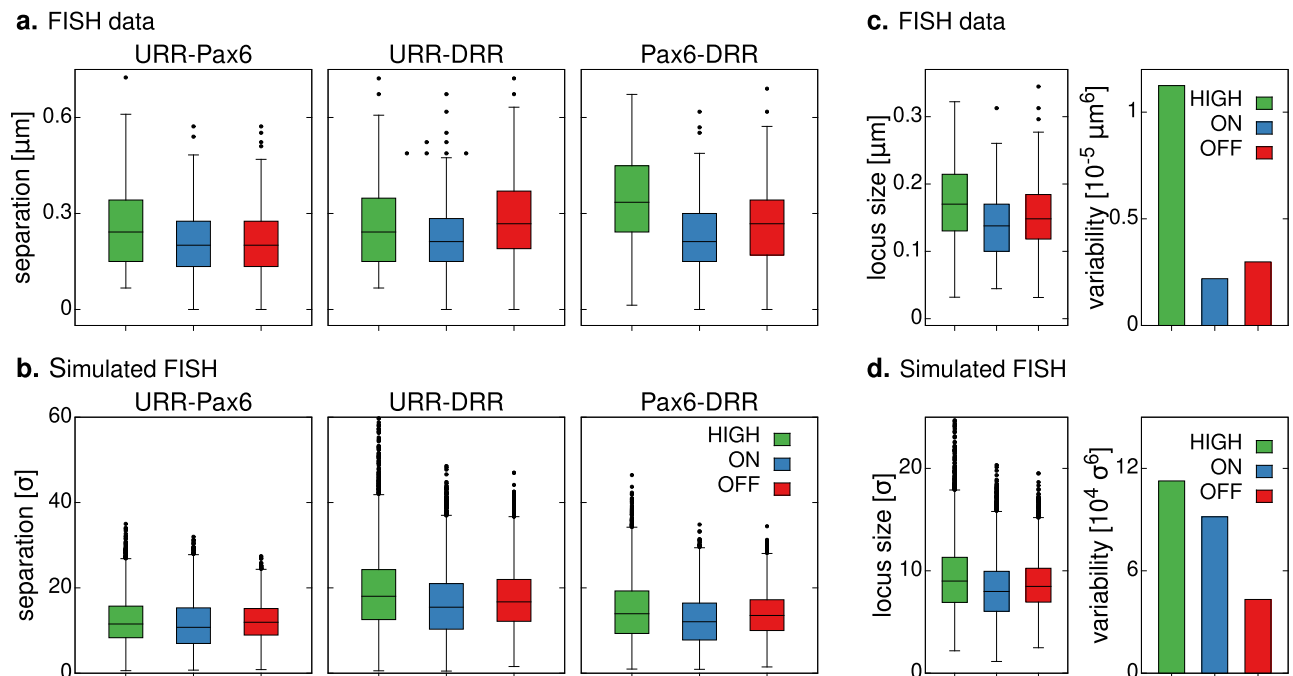 a. FISH data
URR-Pax6
URR-DRR
Pax6-DRR
separation [μm]
0.6
0.3
0
c. FISH data
locus size [μm]
0.3
0.2
0.1
0
variability [10⁻⁵ μm⁶]
1
0.5
0
HIGH
ON
OFF
b. Simulated FISH
URR-Pax6
URR-DRR
Pax6-DRR
separation [σ]
60
40
20
0
HIGH
ON
OFF
d. Simulated FISH
locus size [σ]
20
10
0
variability [10⁴ σ⁶]
12
6
0
HIGH
ON
OFF